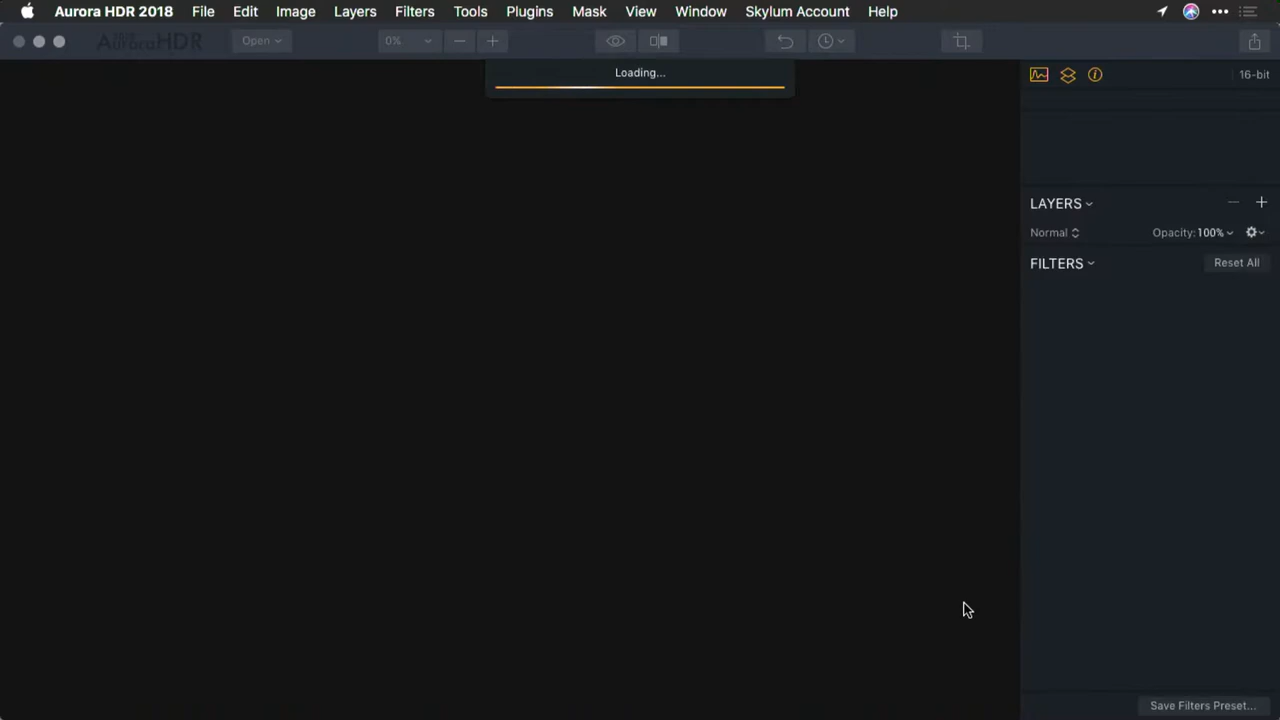 Aurora HDR 2018 File Edit Image Layers Filters Tools Plugins Mask View Window Skylum Account Help
AuroraHDR Open 0%
Loading...
16-bit
LAYERS
Normal Opacity: 100%
FILTERS Reset All
Save Filters Preset...